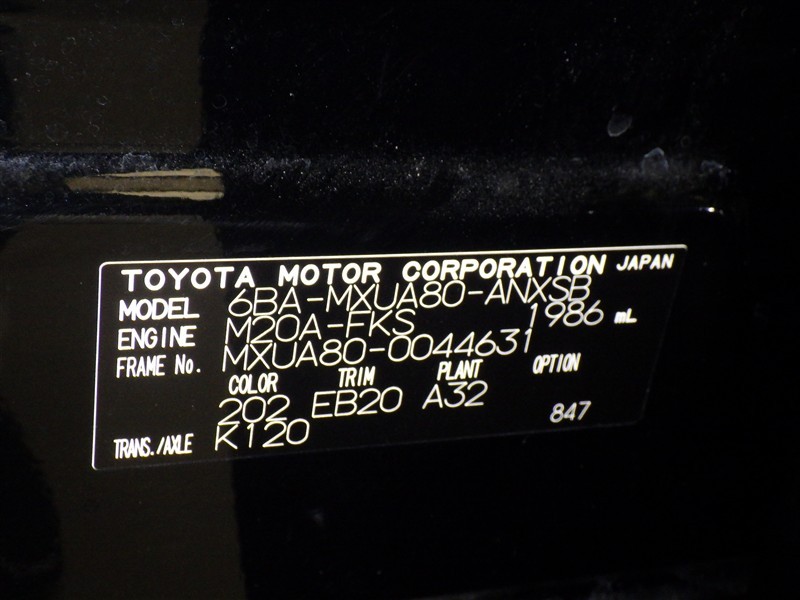 TOYOTA MOTOR CORPORATION JAPAN
MODEL 6BA-MXUA80-ANXSB
ENGINE M20A-FKS 1986 mL
FRAME No. MXUA80-0044631
COLOR TRIM PLANT OPTION
202 EB20 A32 847
TRANS./AXLE K120